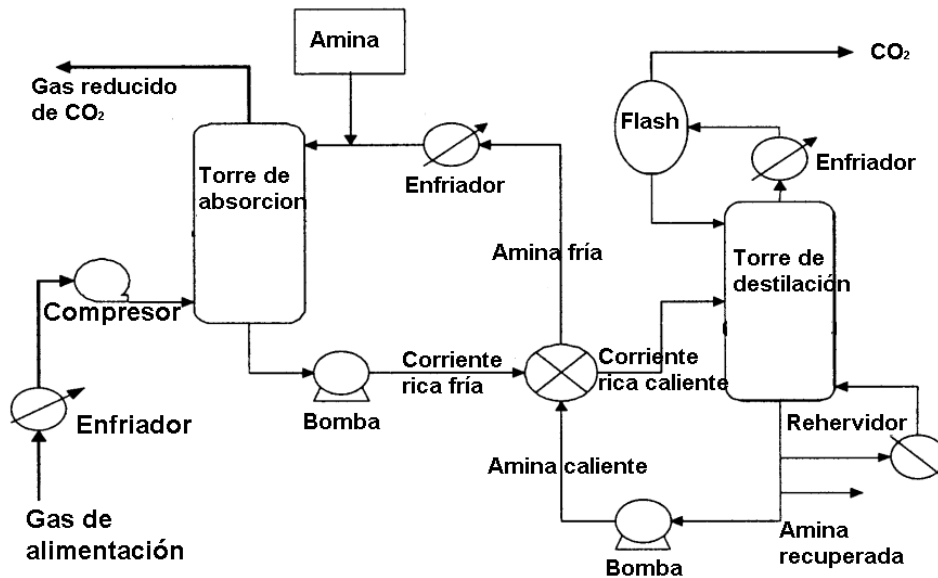 Amina
CO₂
Gas reducido
de CO₂
Flash
Torre de
absorcion
Enfriador
Enfriador
Amina fría
Torre de
destilación
Compresor
Corriente
rica fría
Corriente
rica caliente
Bomba
Enfriador
Rehervidor
Amina caliente
Gas de
alimentación
Bomba
Amina
recuperada